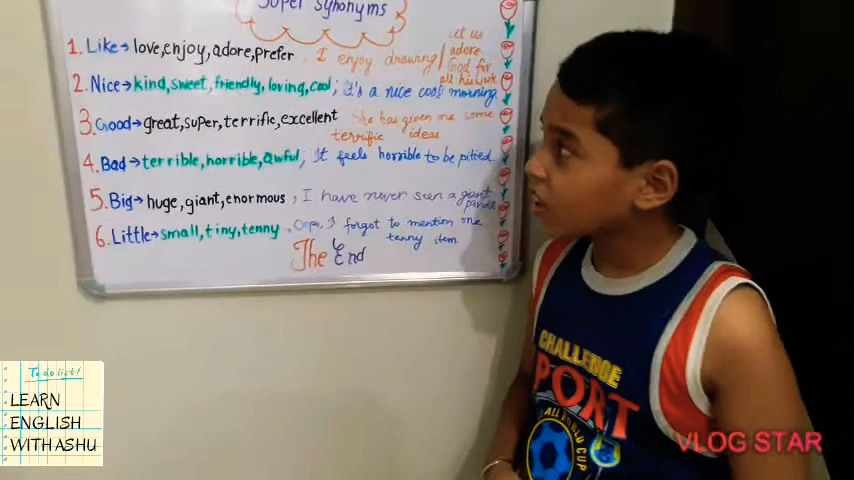 Super Synonyms
1. Like→ love,enjoy,adore,prefer . I enjoy drawing/ Let us adore God for all his work.
2. Nice→kind,sweet,friendly,loving,cool; It's a nice cool morning.
3. Good→great,super,terrific,excellent She has given me some terrific ideas
4. Bad→terrible,horrible,awful; It feels horrible to be pitied.
5. Big→ huge,giant,enormous , I have never seen a giant
6. Little→small,tiny,tenny . Oops, I forgot to mention one tenny item.
The End
To do list!
LEARN
ENGLISH
WITH ASHU
CHALLENGE
PORT
ALL WORLD CUP
VLOG STAR